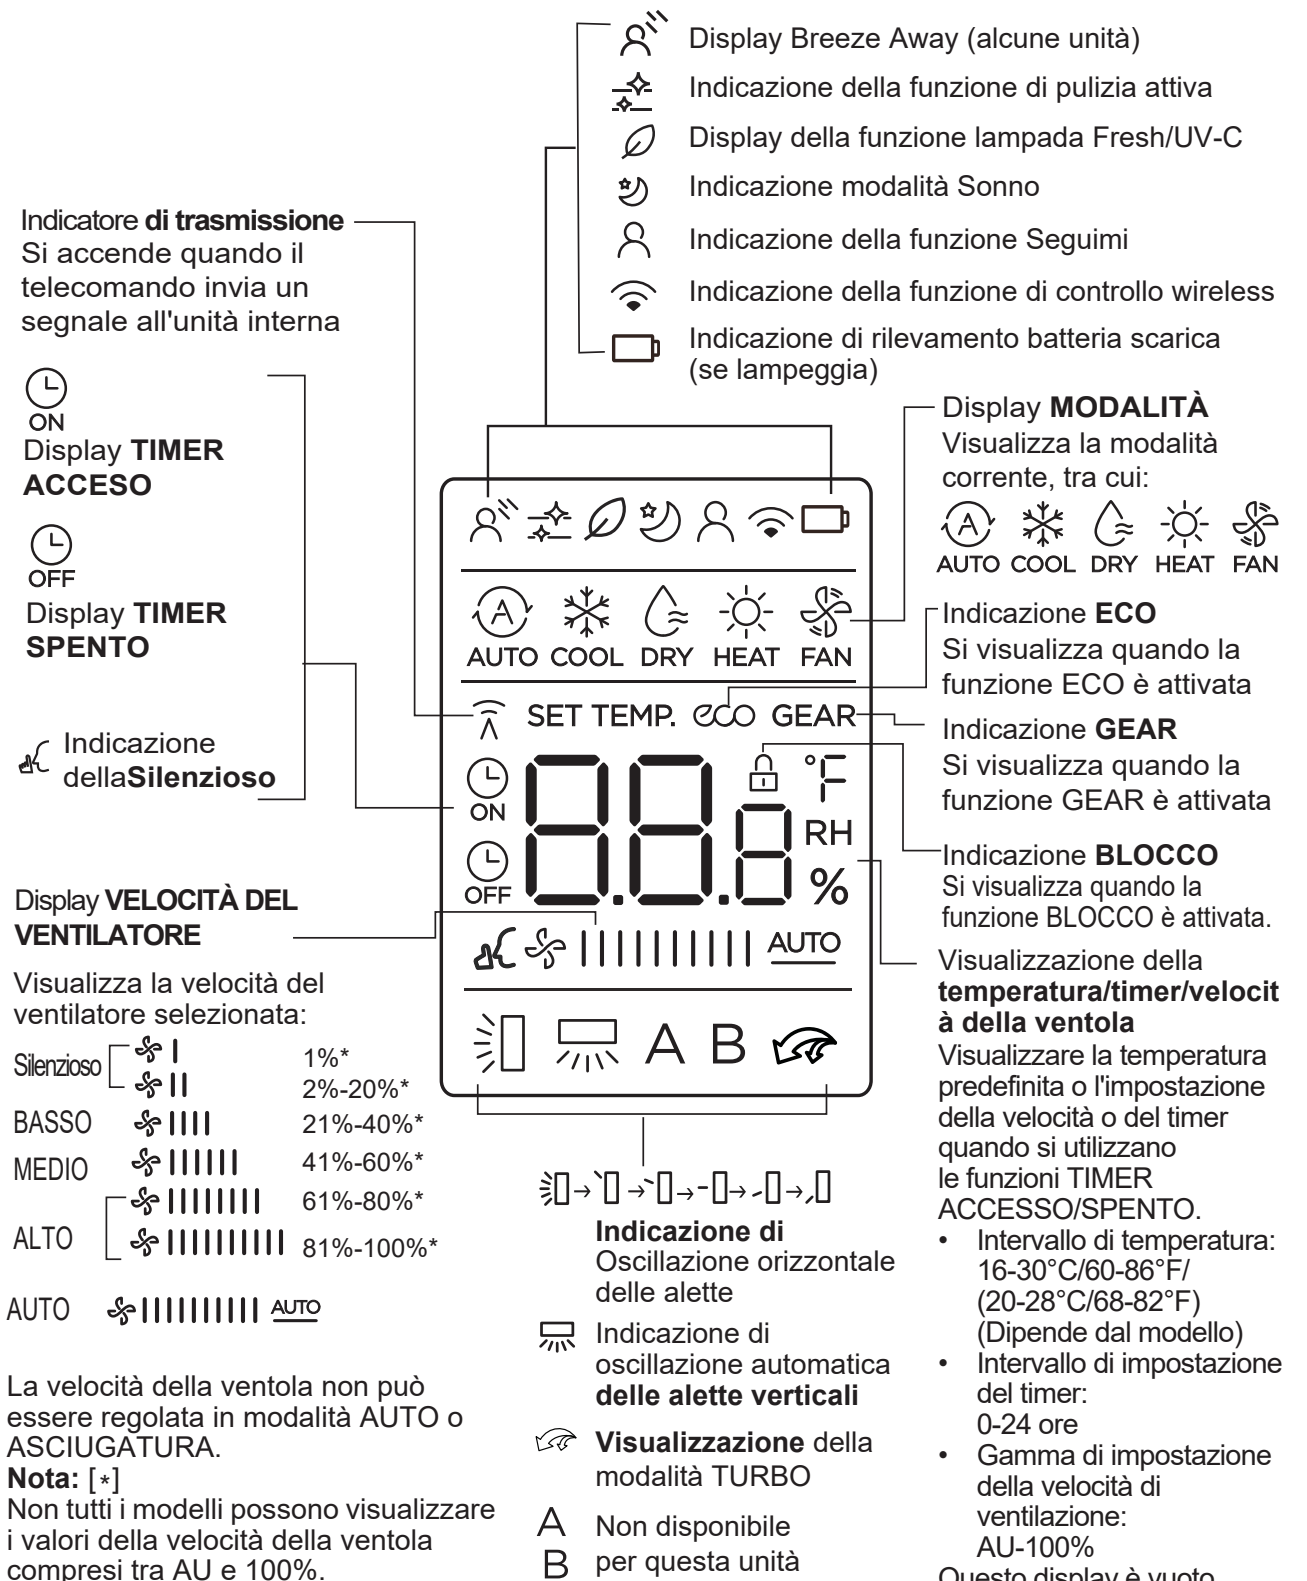 Display Breeze Away (alcune unità)
Indicazione della funzione di pulizia attiva
Display della funzione lampada Fresh/UV-C
Indicazione modalità Sonno
Indicazione della funzione Seguimi
Indicazione della funzione di controllo wireless
Indicazione di rilevamento batteria scarica
(se lampeggia)
Indicatore di trasmissione
Si accende quando il
telecomando invia un
segnale all'unità interna
ON
Display TIMER
ACCESO
OFF
Display TIMER
SPENTO
Indicazione
dellaSilenzioso
Display VELOCITÀ DEL
VENTILATORE
Visualizza la velocità del
ventilatore selezionata:
Silenzioso
1%*
2%-20%*
BASSO 21%-40%*
MEDIO 41%-60%*
61%-80%*
ALTO
81%-100%*
AUTO AUTO
La velocità della ventola non può
essere regolata in modalità AUTO o
ASCIUGATURA.
Nota: [*]
Non tutti i modelli possono visualizzare
i valori della velocità della ventola
compresi tra AU e 100%.
A
AUTO COOL DRY HEAT FAN
SET TEMP. eco GEAR
ON
88.8
°F
RH
OFF
%
AUTO
A B
Indicazione di
Oscillazione orizzontale
delle alette
Indicazione di
oscillazione automatica
delle alette verticali
Visualizzazione della
modalità TURBO
A Non disponibile
B per questa unità
Display MODALITÀ
Visualizza la modalità
corrente, tra cui:
A
AUTO COOL DRY HEAT FAN
Indicazione ECO
Si visualizza quando la
funzione ECO è attivata
Indicazione GEAR
Si visualizza quando la
funzione GEAR è attivata
Indicazione BLOCCO
Si visualizza quando la
funzione BLOCCO è attivata.
Visualizzazione della
temperatura/timer/velocit
à della ventola
Visualizzare la temperatura
predefinita o l'impostazione
della velocità o del timer
quando si utilizzano
le funzioni TIMER
ACCESSO/SPENTO.
• Intervallo di temperatura:
16-30°C/60-86°F/
(20-28°C/68-82°F)
(Dipende dal modello)
• Intervallo di impostazione
del timer:
0-24 ore
• Gamma di impostazione
della velocità di
ventilazione:
AU-100%
Questo display è vuoto